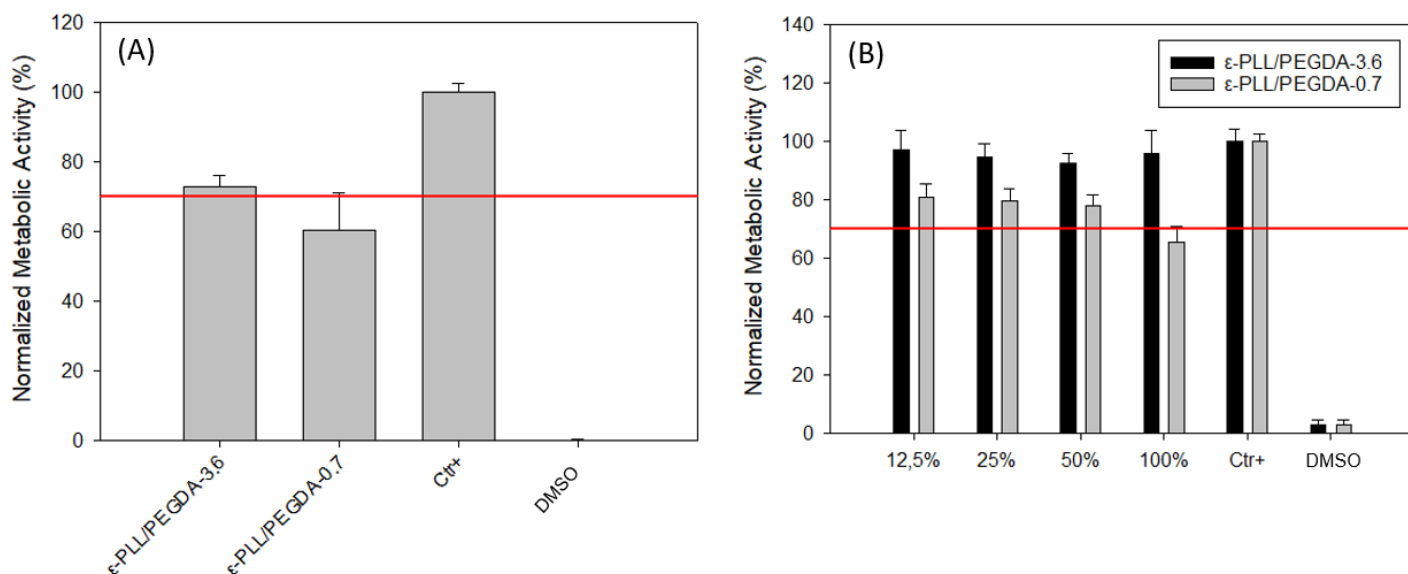 (A)
Normalized Metabolic Activity (%)
120
100
80
60
40
20
0
ε-PLL/PEGDA-3.6
ε-PLL/PEGDA-0.7
Ctr+
DMSO
(B)
Normalized Metabolic Activity (%)
140
120
100
80
60
40
20
0
ε-PLL/PEGDA-3.6
ε-PLL/PEGDA-0.7
12,5% 25% 50% 100% Ctr+ DMSO